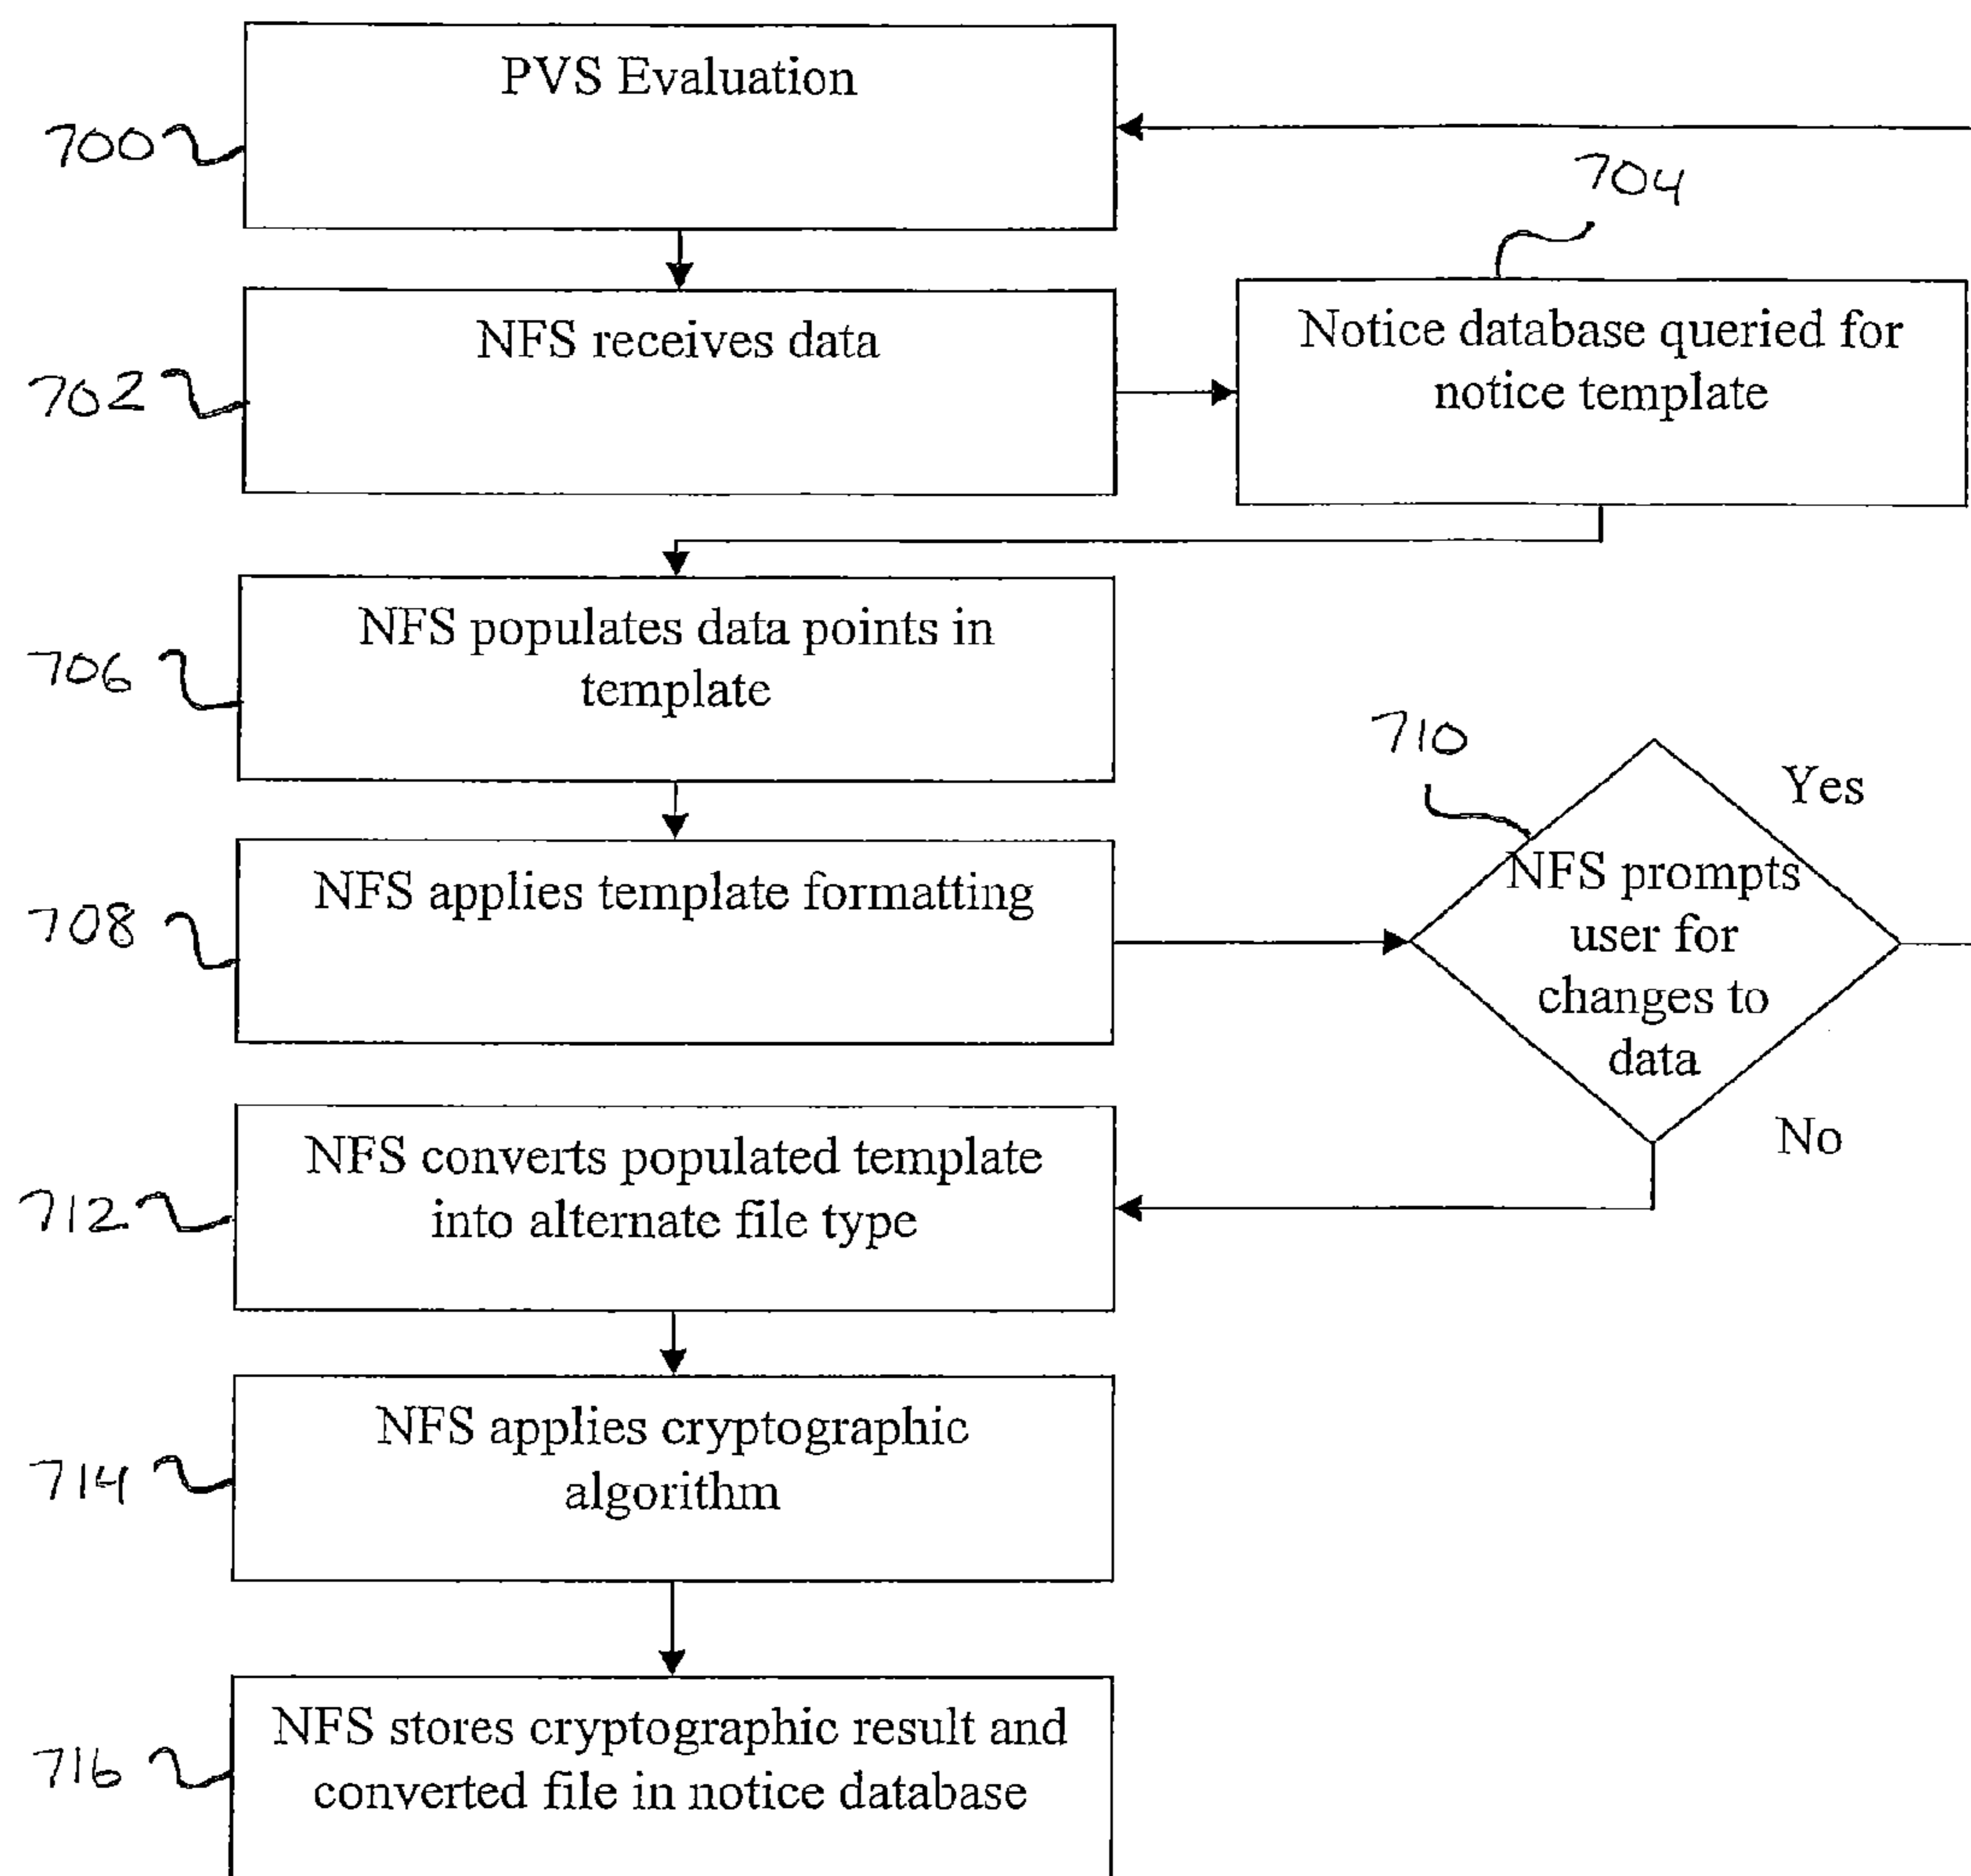 PVS Evaluation
700
704
NFS receives data
702
Notice database queried for
notice template
NFS populates data points in
template
706
710
Yes
NFS applies template formatting
708
NFS prompts
user for
changes to
data
No
NFS converts populated template
into alternate file type
712
NFS applies cryptographic
algorithm
714
NFS stores cryptographic result and
converted file in notice database
716